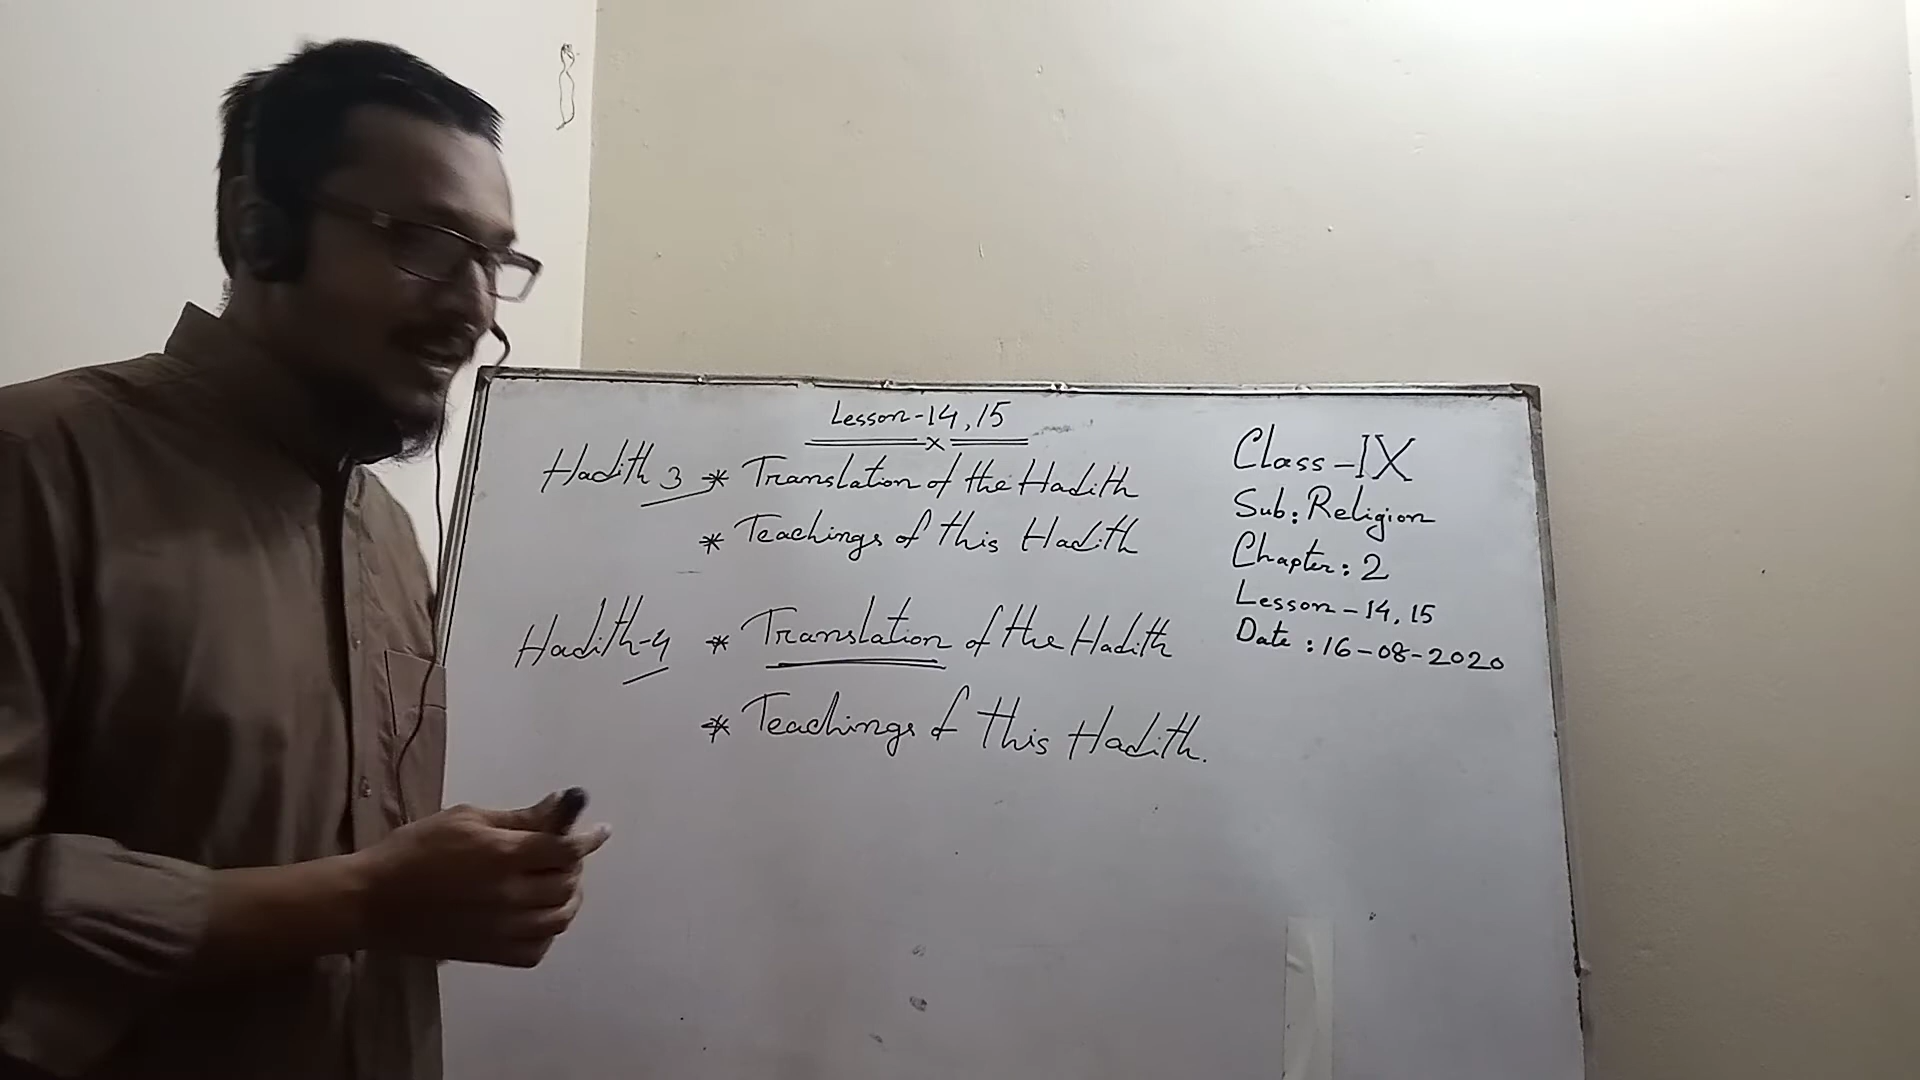 Lesson-14,15
Hadith 3 * Translation of the Hadith
* Teachings of this Hadith
Hadith-4 * Translation of the Hadith
* Teachings of this Hadith.
Class-IX
Sub: Religion
Chapter: 2
Lesson-14,15
Date: 16-08-2020